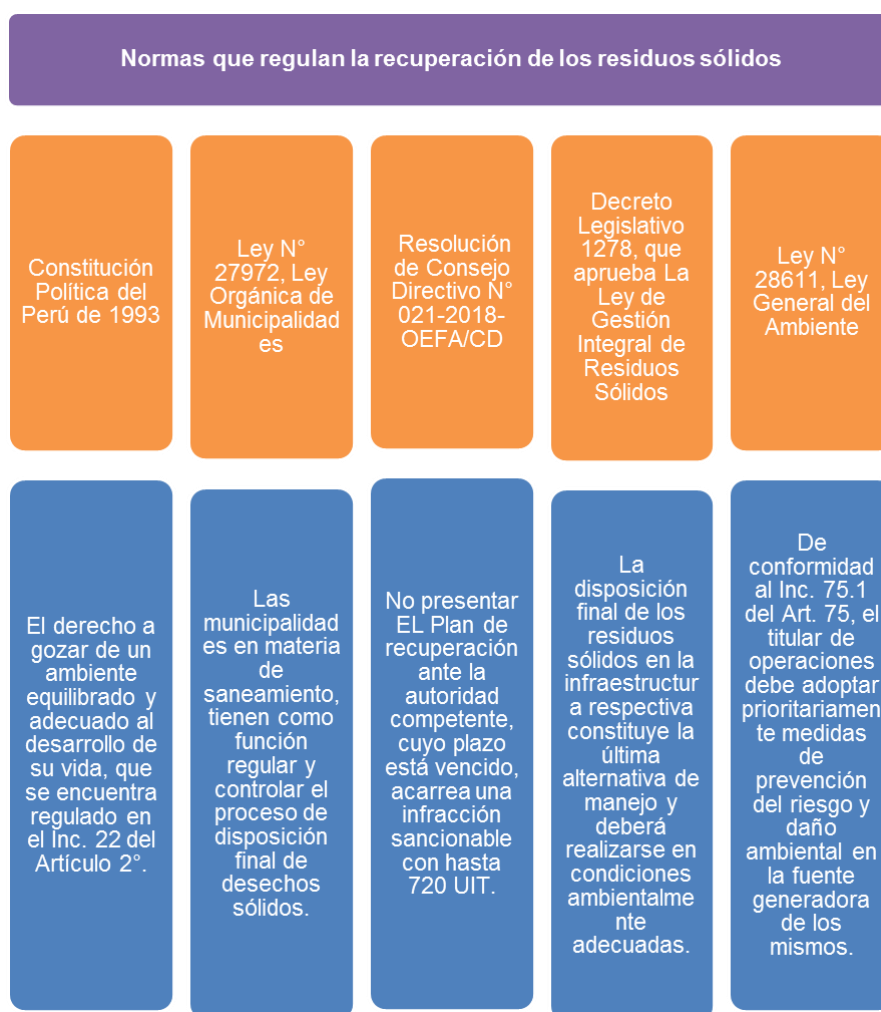 Normas que regulan la recuperación de los residuos sólidos
Constitución
Política del
Perú de 1993
Ley N°
27972, Ley
Orgánica de
Municipalidad
es
Resolución
de Consejo
Directivo N°
021-2018-
OEFA/CD
Decreto
Legislativo
1278, que
aprueba La
Ley de
Gestión
Integral de
Residuos
Sólidos
Ley N°
28611, Ley
General del
Ambiente
El derecho a
gozar de un
ambiente
equilibrado y
adecuado al
desarrollo de
su vida, que
se encuentra
regulado en
el Inc. 22 del
Artículo 2°.
Las
municipalidad
es en materia
de
saneamiento,
tienen como
función
regular y
controlar el
proceso de
disposición
final de
desechos
sólidos.
No presentar
EL Plan de
recuperación
ante la
autoridad
competente,
cuyo plazo
está vencido,
acarrea una
infracción
sancionable
con hasta
720 UIT.
La
disposición
final de los
residuos
sólidos en la
infraestructur
a respectiva
constituye la
última
alternativa de
manejo y
deberá
realizarse en
condiciones
ambientalme
nte
adecuadas.
De
conformidad
al Inc. 75.1
del Art. 75, el
titular de
operaciones
debe adoptar
prioritariamen
te medidas
de
prevención
del riesgo y
daño
ambiental en
la fuente
generadora
de los
mismos.